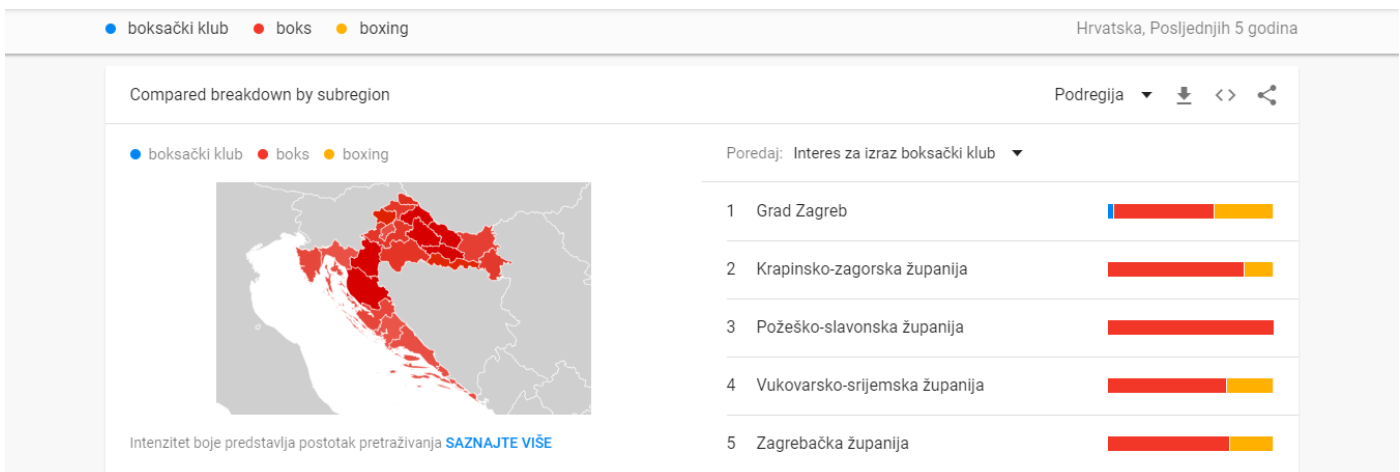 boksački klub boks boxing Hrvatska, Posljednjih 5 godina
Compared breakdown by subregion Podregija
boksački klub boks boxing Poredaj: Interes za izraz boksački klub
1 Grad Zagreb
2 Krapinsko-zagorska županija
3 Požeško-slavonska županija
4 Vukovarsko-srijemska županija
5 Zagrebačka županija
Intenzitet boje predstavlja postotak pretraživanja SAZNAJTE VIŠE